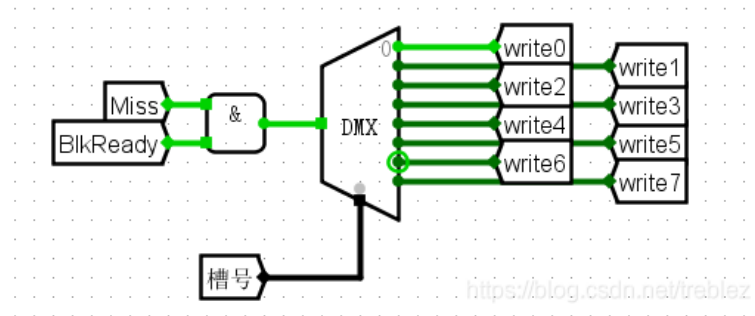 0
write0
write1
write2
Miss
write3
&
DMX
write4
BlkReady
write5
write6
write7
槽号
https://blog.csdn.net/treblez